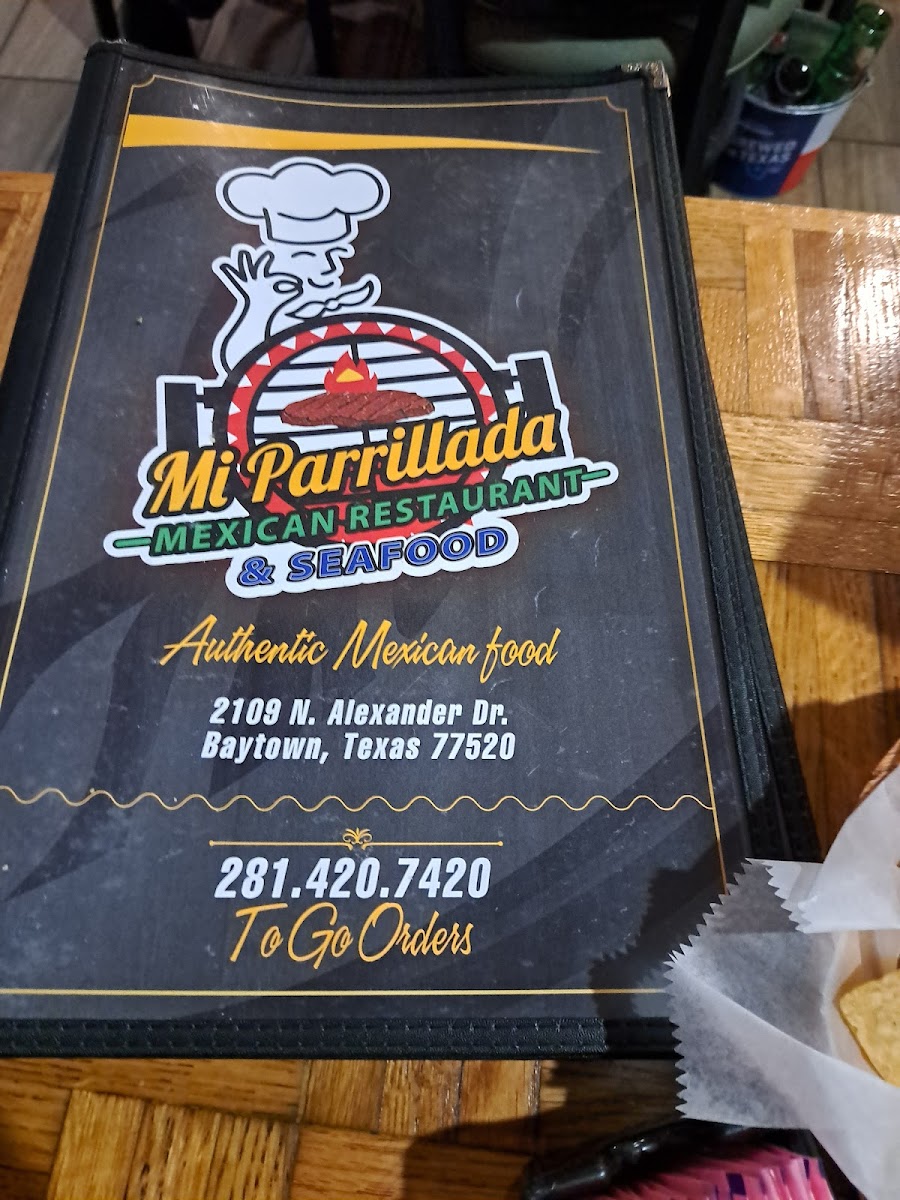 Mi Parrillada
MEXICAN RESTAURANT
& SEAFOOD
Authentic Mexican food
2109 N. Alexander Dr.
Baytown, Texas 77520
281.420.7420
To Go Orders
TEXAS